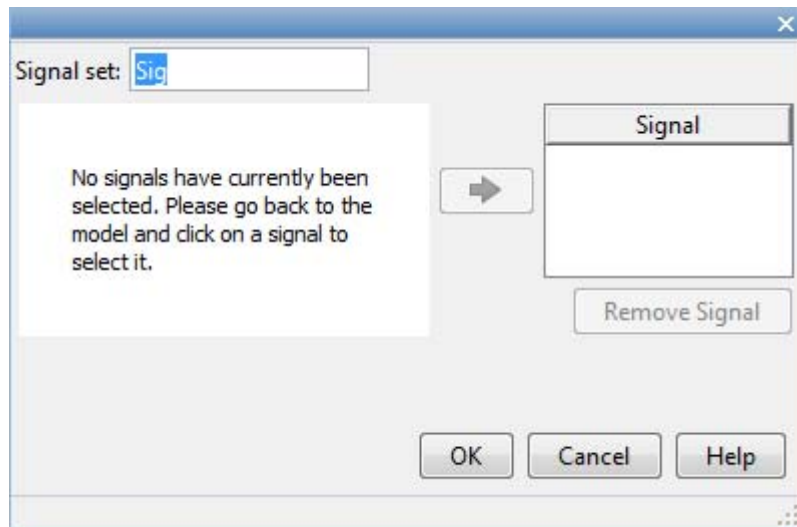 Signal set: Sig
Signal
No signals have currently been
selected. Please go back to the
model and click on a signal to
select it.
Remove Signal
OK Cancel Help